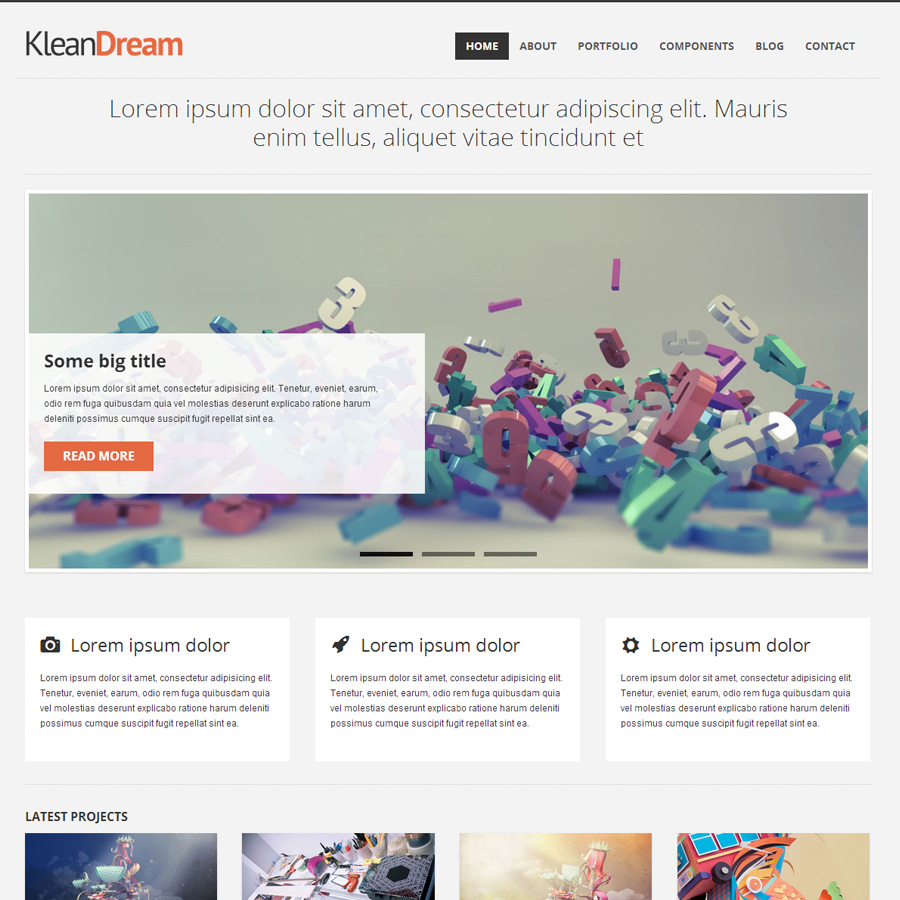 KleanDream
HOME ABOUT PORTFOLIO COMPONENTS BLOG CONTACT
Lorem ipsum dolor sit amet, consectetur adipiscing elit. Mauris
enim tellus, aliquet vitae tincidunt et
Some big title
Lorem ipsum dolor sit amet, consectetur adipisicing elit. Tenetur, eveniet, earum,
odio rem fuga quibusdam quia vel molestias deserunt explicabo ratione harum
deleniti possimus cumque suscipit fugit repellat sint ea.
READ MORE
Lorem ipsum dolor
Lorem ipsum dolor sit amet, consectetur adipisicing elit.
Tenetur, eveniet, earum, odio rem fuga quibusdam quia
vel molestias deserunt explicabo ratione harum deleniti
possimus cumque suscipit fugit repellat sint ea.
Lorem ipsum dolor
Lorem ipsum dolor sit amet, consectetur adipisicing elit.
Tenetur, eveniet, earum, odio rem fuga quibusdam quia
vel molestias deserunt explicabo ratione harum deleniti
possimus cumque suscipit fugit repellat sint ea.
Lorem ipsum dolor
Lorem ipsum dolor sit amet, consectetur adipisicing elit.
Tenetur, eveniet, earum, odio rem fuga quibusdam quia
vel molestias deserunt explicabo ratione harum deleniti
possimus cumque suscipit fugit repellat sint ea.
LATEST PROJECTS